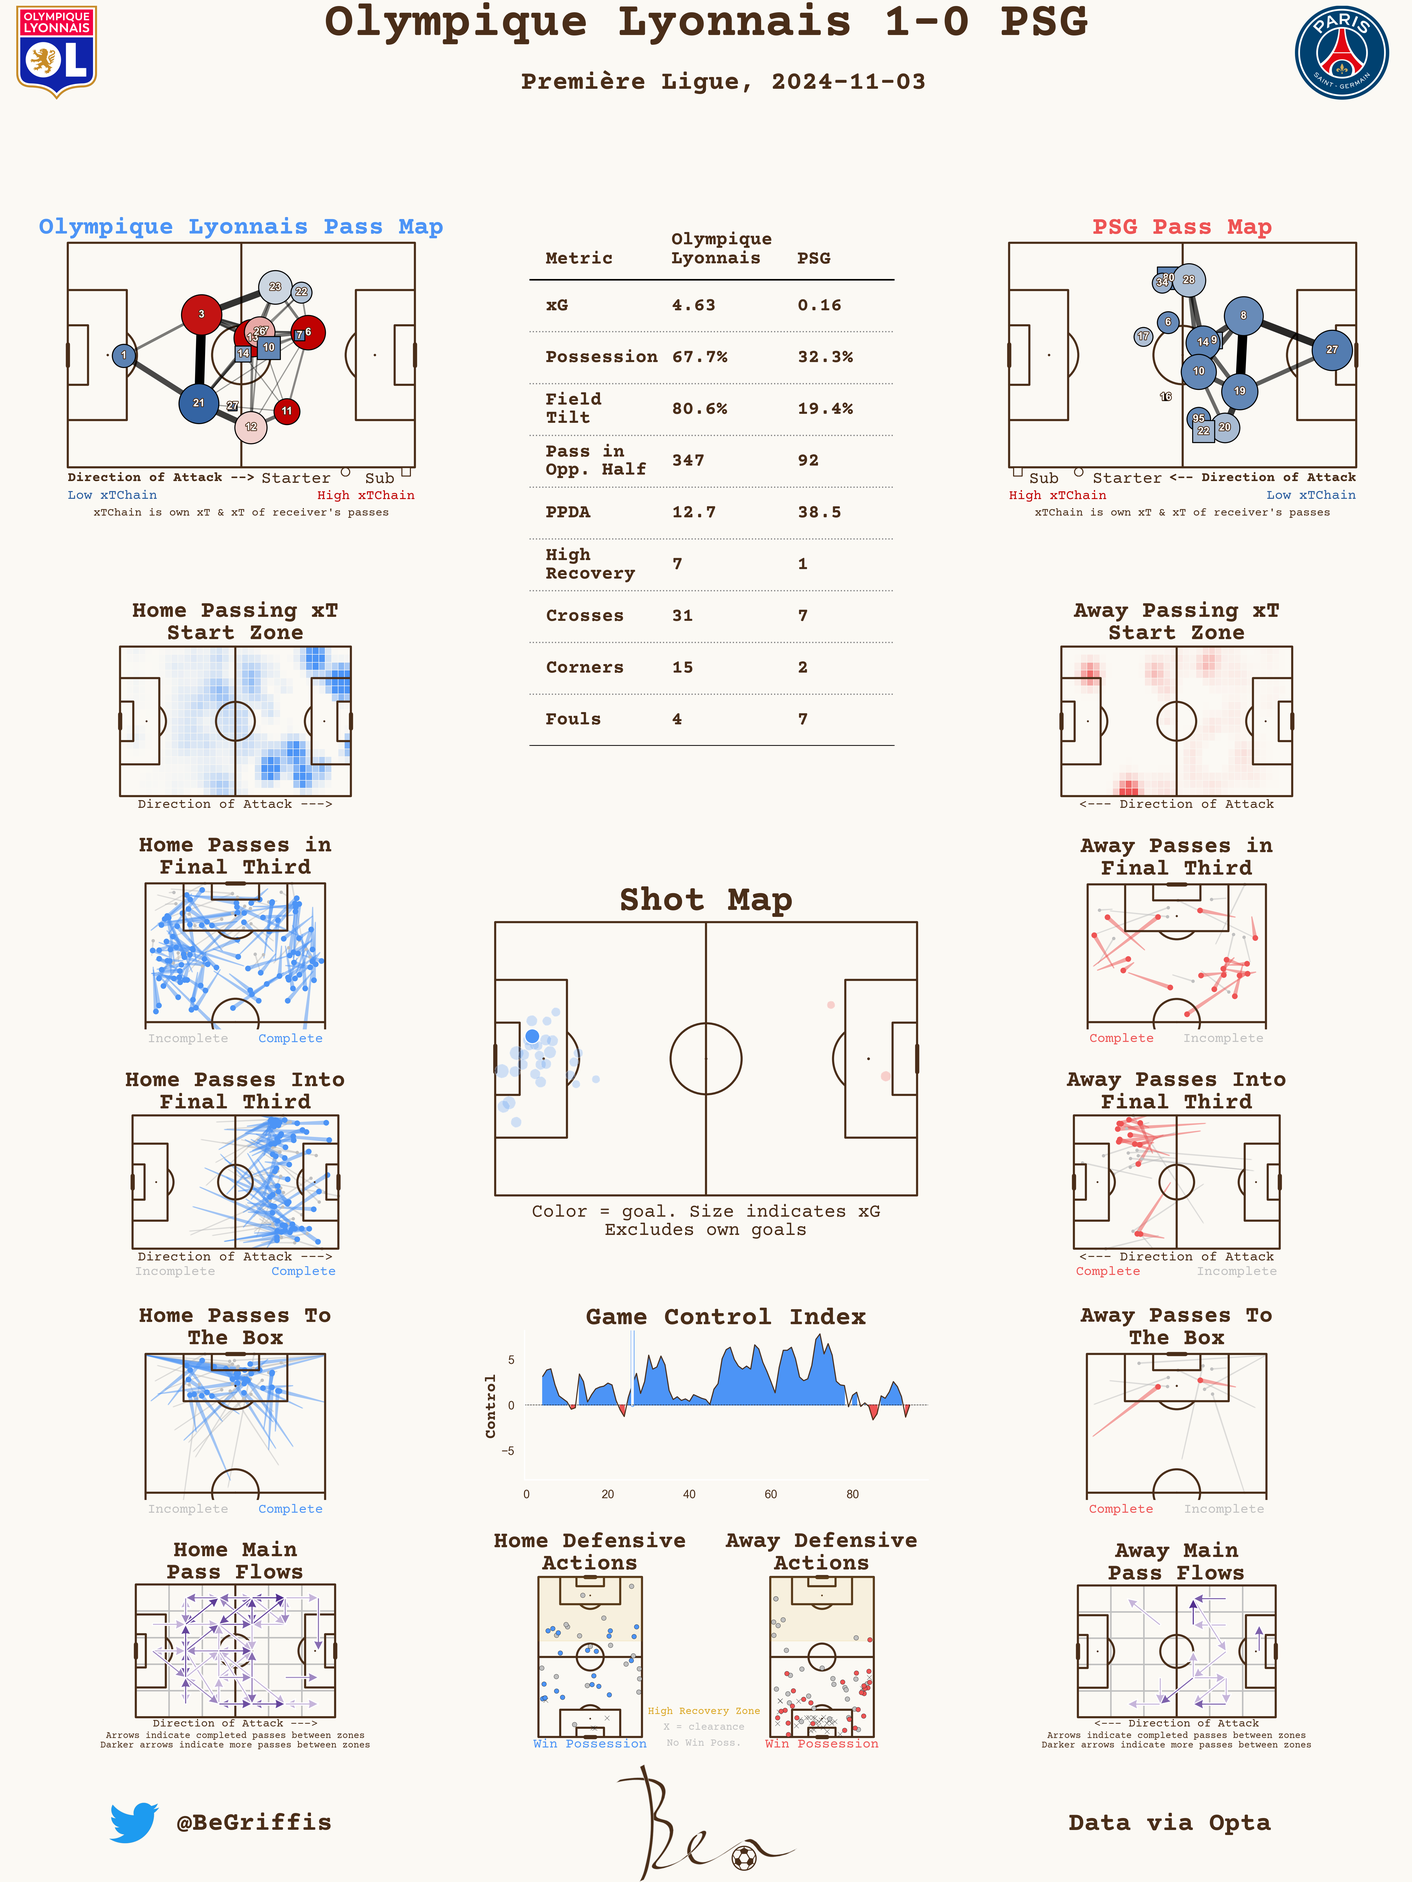 Olympique Lyonnais 1-0 PSG
Première Ligue, 2024-11-03
OLYMPIQUE
LYONNAIS
OL
PARIS
SAINT-GERMAIN
Olympique Lyonnais Pass Map
23
22
3
26
7
6
13
7
10
14
1
21
27
11
12
Direction of Attack --> Starter Sub
Low xTChain High xTChain
xTChain is own xT & xT of receiver's passes
Metric Olympique Lyonnais PSG
xG 4.63 0.16
Possession 67.7% 32.3%
Field Tilt 80.6% 19.4%
Pass in Opp. Half 347 92
PPDA 12.7 38.5
High Recovery 7 1
Crosses 31 7
Corners 15 2
Fouls 4 7
PSG Pass Map
80
34
28
6
8
17
14
9
27
10
19
16
95
22
20
Sub Starter <-- Direction of Attack
High xTChain Low xTChain
xTChain is own xT & xT of receiver's passes
Home Passing xT
Start Zone
Direction of Attack --->
Away Passing xT
Start Zone
<--- Direction of Attack
Home Passes in
Final Third
Incomplete Complete
Away Passes in
Final Third
Complete Incomplete
Shot Map
Color = goal. Size indicates xG
Excludes own goals
Home Passes Into
Final Third
Direction of Attack --->
Incomplete Complete
Away Passes Into
Final Third
<--- Direction of Attack
Complete Incomplete
Home Passes To
The Box
Incomplete Complete
Game Control Index
Control
5
0
−5
0 20 40 60 80
Away Passes To
The Box
Complete Incomplete
Home Main
Pass Flows
Direction of Attack --->
Arrows indicate completed passes between zones
Darker arrows indicate more passes between zones
Home Defensive
Actions
Win Possession
Away Defensive
Actions
Win Possession
High Recovery Zone
X = clearance
No Win Poss.
Away Main
Pass Flows
<--- Direction of Attack
Arrows indicate completed passes between zones
Darker arrows indicate more passes between zones
@BeGriffis
Ben
Data via Opta